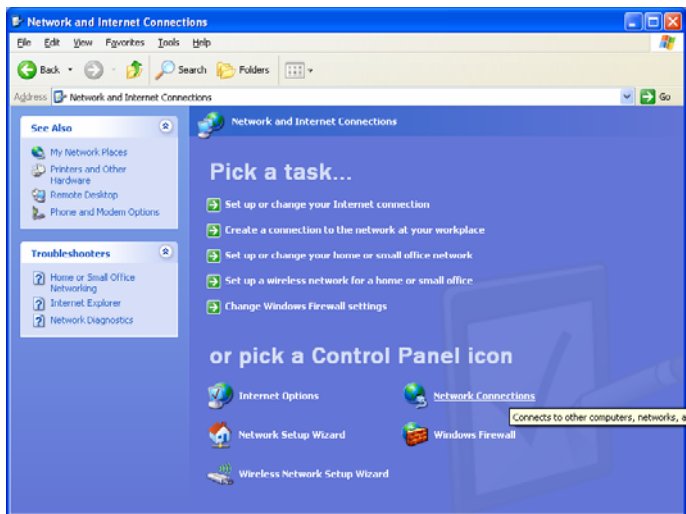 Network and Internet Connections
File Edit View Favorites Tools Help
Back Search Folders
Address Network and Internet Connections Go
See Also
My Network Places
Printers and Other
Hardware
Remote Desktop
Phone and Modem Options
Troubleshooters
? Home or Small Office
Networking
? Internet Explorer
? Network Diagnostics
Network and Internet Connections
Pick a task...
Set up or change your Internet connection
Create a connection to the network at your workplace
Set up or change your home or small office network
Set up a wireless network for a home or small office
Change Windows Firewall settings
or pick a Control Panel icon
Internet Options Network Connections
Connects to other computers, networks, a
Network Setup Wizard Windows Firewall
Wireless Network Setup Wizard